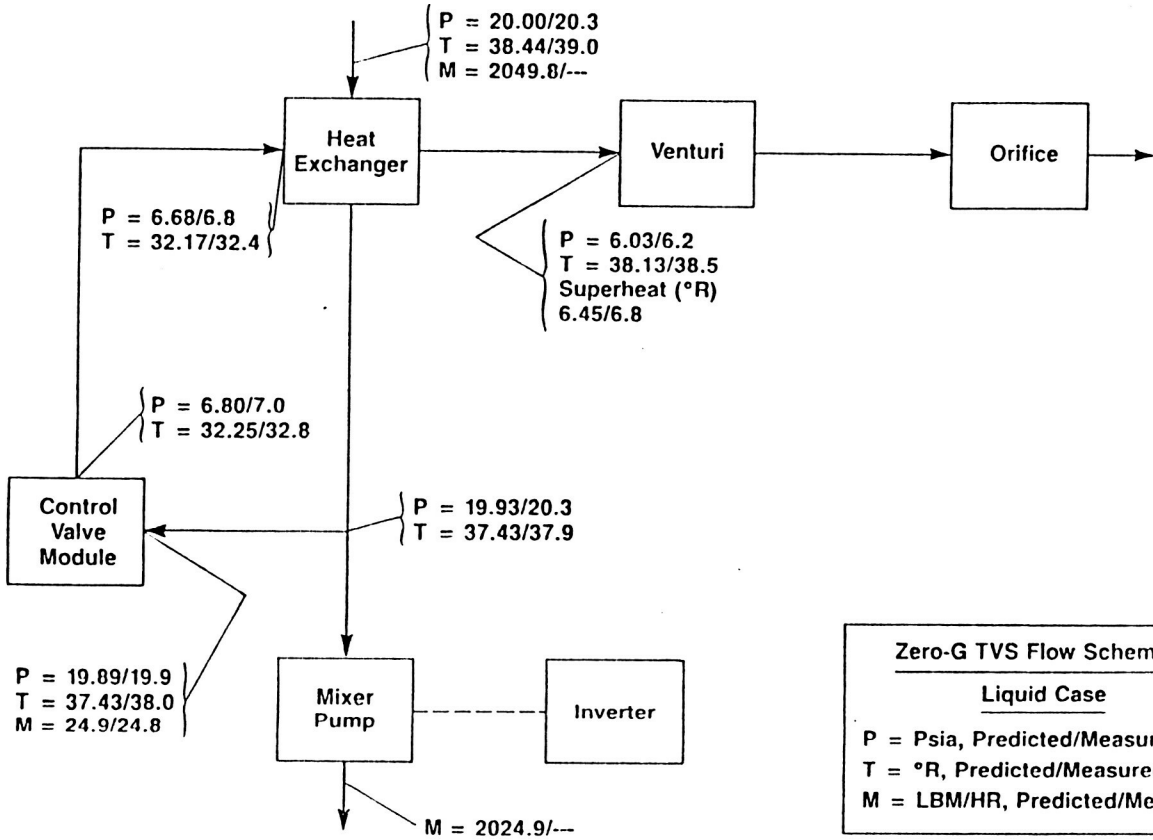 P = 20.00/20.3
T = 38.44/39.0
M = 2049.8/---
Heat
Exchanger
Venturi
Orifice
P = 6.68/6.8
T = 32.17/32.4
P = 6.03/6.2
T = 38.13/38.5
Superheat (°R)
6.45/6.8
P = 6.80/7.0
T = 32.25/32.8
Control
Valve
Module
P = 19.93/20.3
T = 37.43/37.9
P = 19.89/19.9
T = 37.43/38.0
M = 24.9/24.8
Mixer
Pump
Inverter
M = 2024.9/---
Zero-G TVS Flow Schem
Liquid Case
P = Psia, Predicted/Measur
T = °R, Predicted/Measure
M = LBM/HR, Predicted/Me